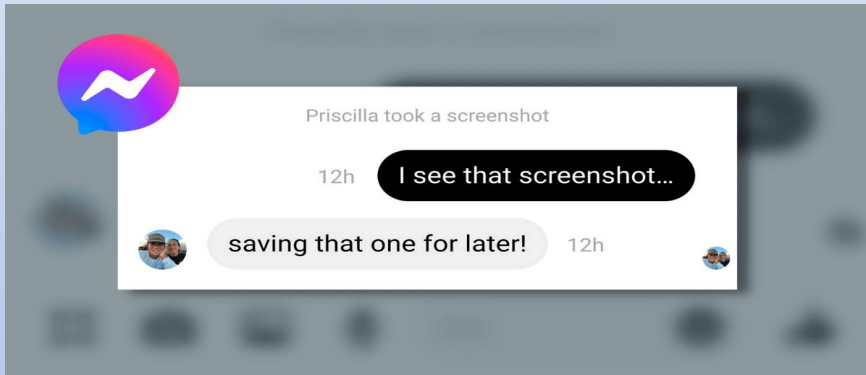 Priscilla took a screenshot
12h I see that screenshot...
saving that one for later! 12h